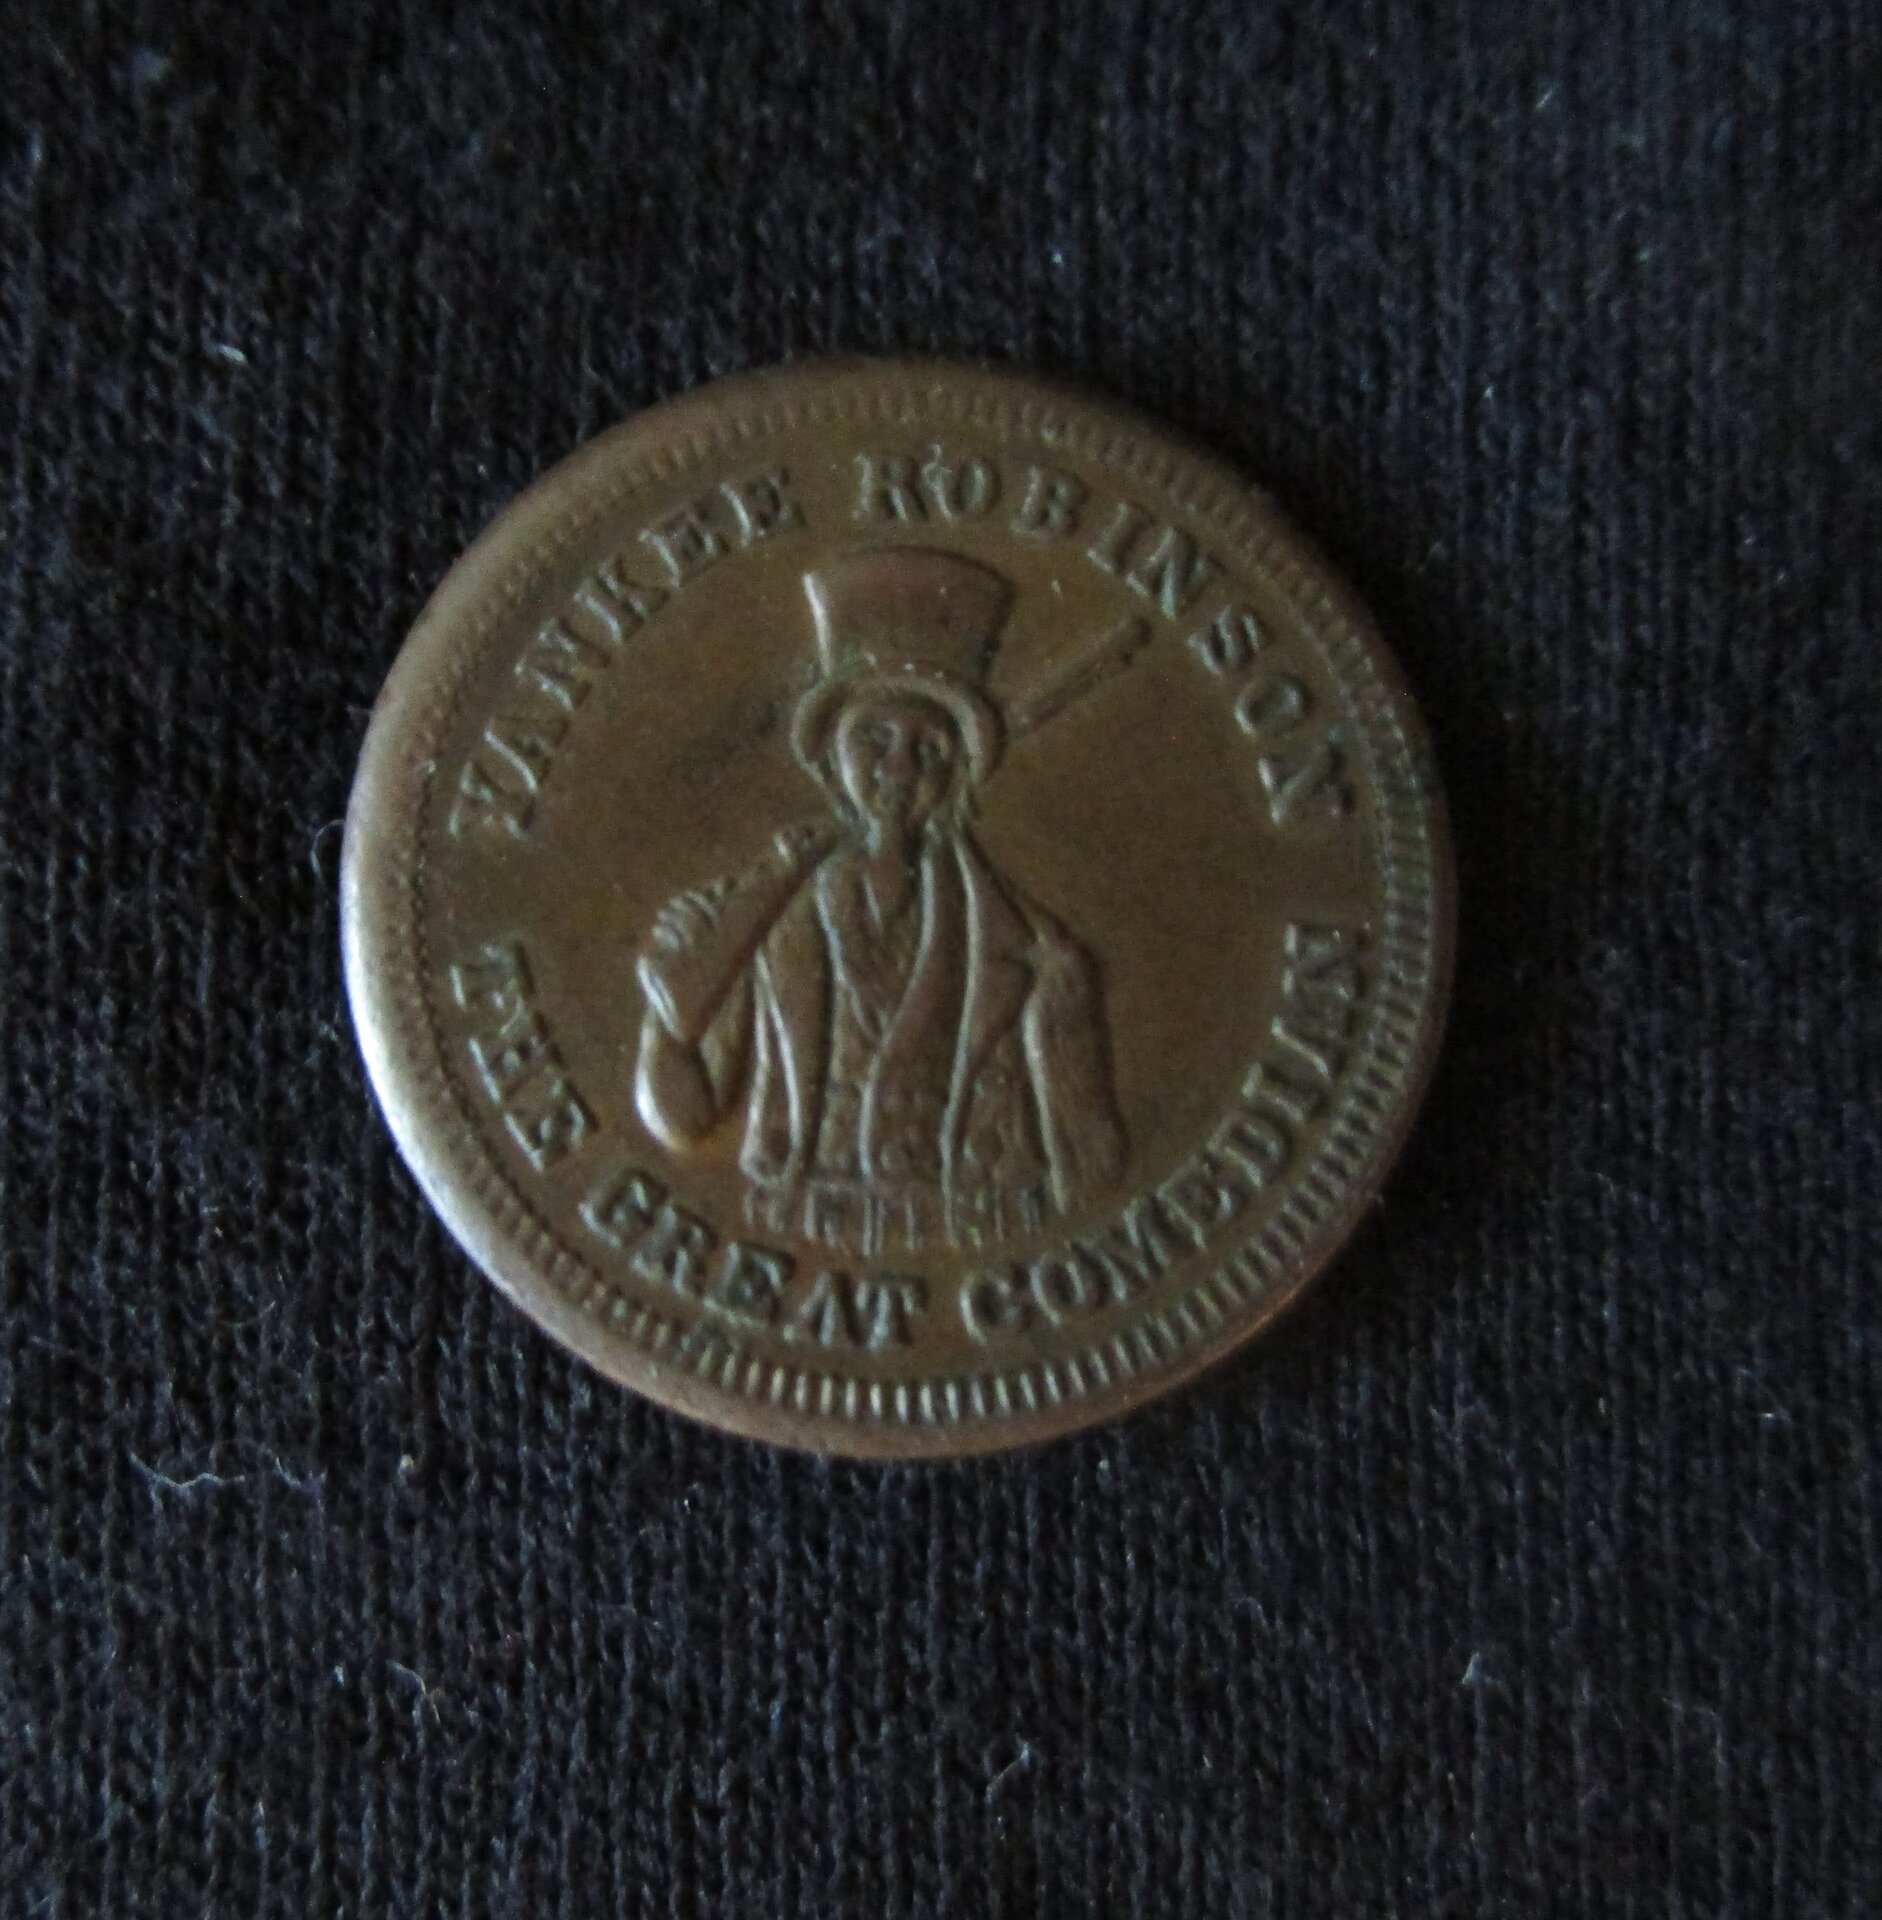 YANKEE ROBINSON
THE GREAT COMEDIAN